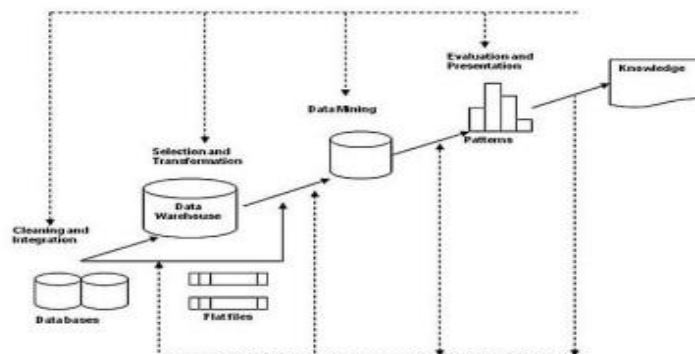 Evaluation and
Presentation
Knowledge
Data Mining
Patterns
Selection and
Transformation
Data
Warehouse
Cleaning and
Integration
Databases
Flat files